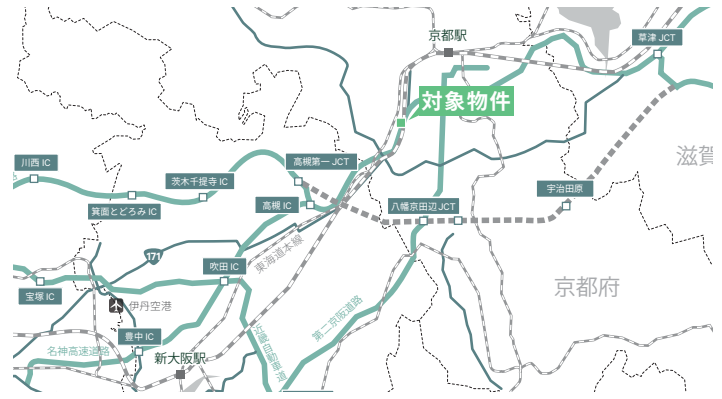 京都駅
草津 JCT
対象物件
滋賀
川西 IC
茨木千提寺 IC
高槻第一 JCT
宇治田原
箕面とどろみ IC
高槻 IC
八幡京田辺 JCT
171
東海道本線
吹田 IC
京都府
宝塚 IC
伊丹空港
第二京阪道路
豊中 IC
近畿自動車道
名神高速道路
新大阪駅